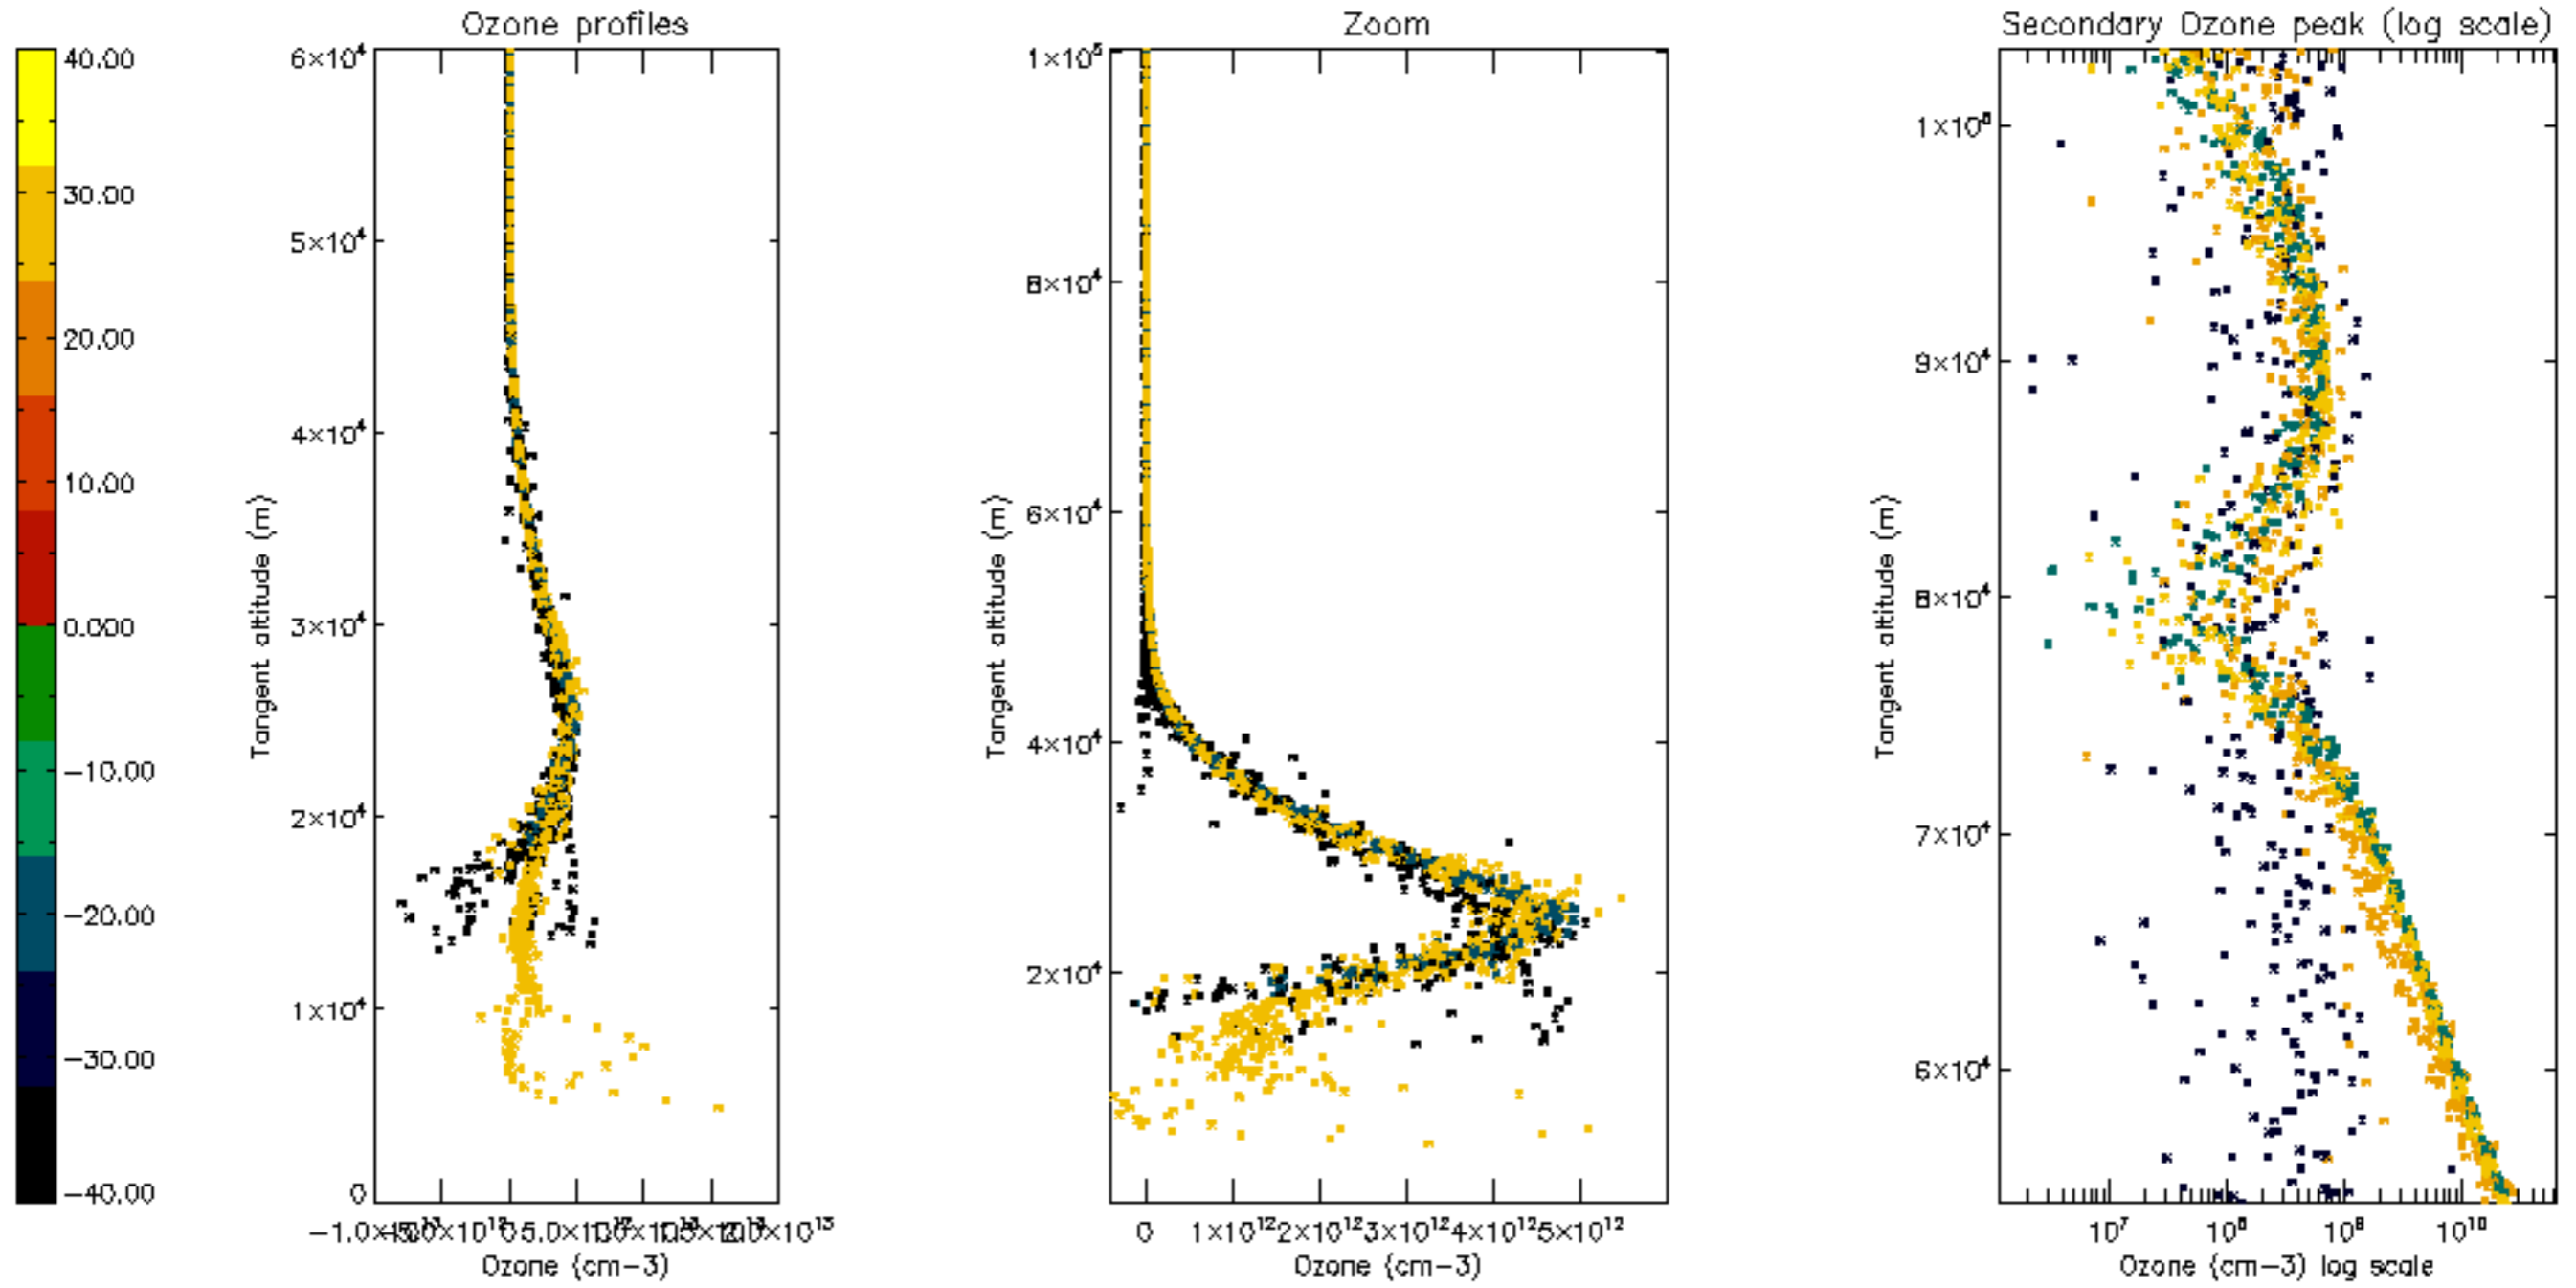 Ozone profiles
Zoom
Secondary Ozone peak (log scale)
40.00
30.00
20.00
10.00
0.000
−10.00
−20.00
−30.00
−40.00
Tangent altitude (m)
6×10⁴
5×10⁴
4×10⁴
3×10⁴
2×10⁴
1×10⁴
0
Ozone (cm−3)
Tangent altitude (m)
1×10⁵
8×10⁴
6×10⁴
4×10⁴
2×10⁴
0 1×10¹² 2×10¹² 3×10¹² 4×10¹² 5×10¹²
Ozone (cm−3)
Tangent altitude (m)
1×10⁵
9×10⁴
8×10⁴
7×10⁴
6×10⁴
10⁷ 10⁸ 10⁹ 10¹⁰
Ozone (cm−3) log scale